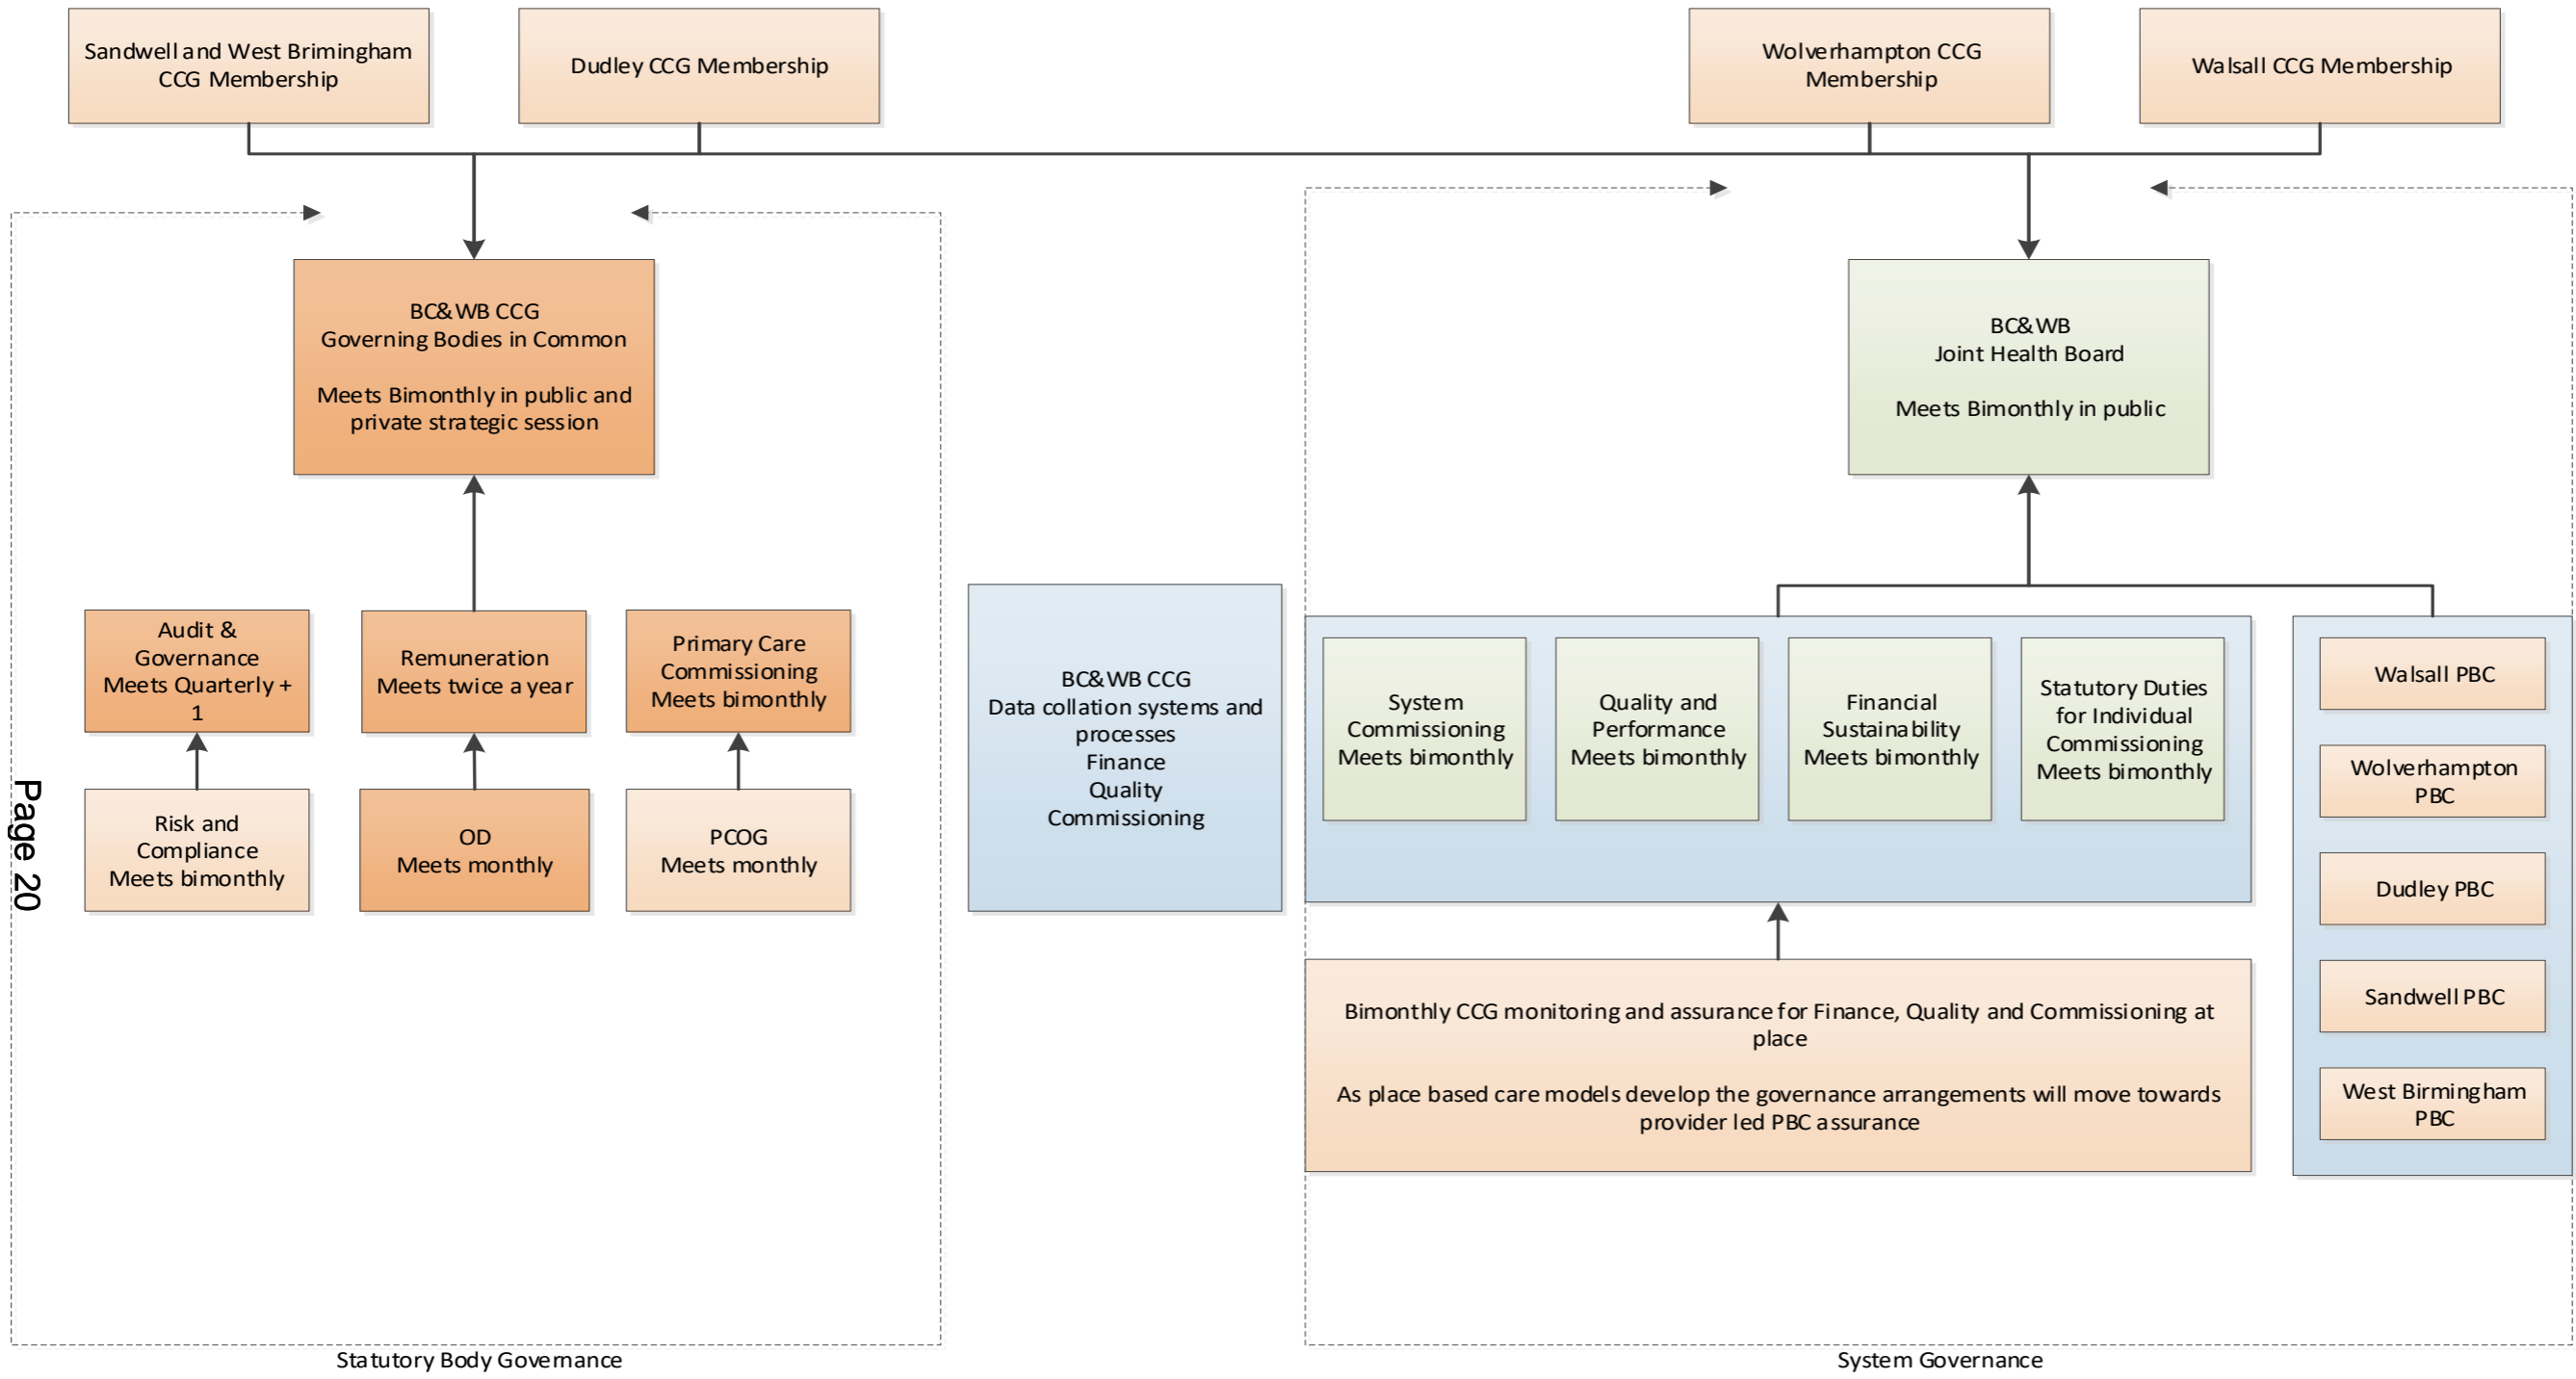 Sandwell and West Brimingham
CCG Membership
Dudley CCG Membership
Wolverhampton CCG
Membership
Walsall CCG Membership
BC&WB CCG
Governing Bodies in Common
Meets Bimonthly in public and
private strategic session
BC&WB
Joint Health Board
Meets Bimonthly in public
Audit &
Governance
Meets Quarterly +
1
Remuneration
Meets twice a year
Primary Care
Commissioning
Meets bimonthly
Risk and
Compliance
Meets bimonthly
OD
Meets monthly
PCOG
Meets monthly
BC&WB CCG
Data collation systems and
processes
Finance
Quality
Commissioning
System
Commissioning
Meets bimonthly
Quality and
Performance
Meets bimonthly
Financial
Sustainability
Meets bimonthly
Statutory Duties
for Individual
Commissioning
Meets bimonthly
Walsall PBC
Wolverhampton
PBC
Dudley PBC
Sandwell PBC
West Birmingham
PBC
Bimonthly CCG monitoring and assurance for Finance, Quality and Commissioning at
place
As place based care models develop the governance arrangements will move towards
provider led PBC assurance
Page 20
Statutory Body Governance
System Governance